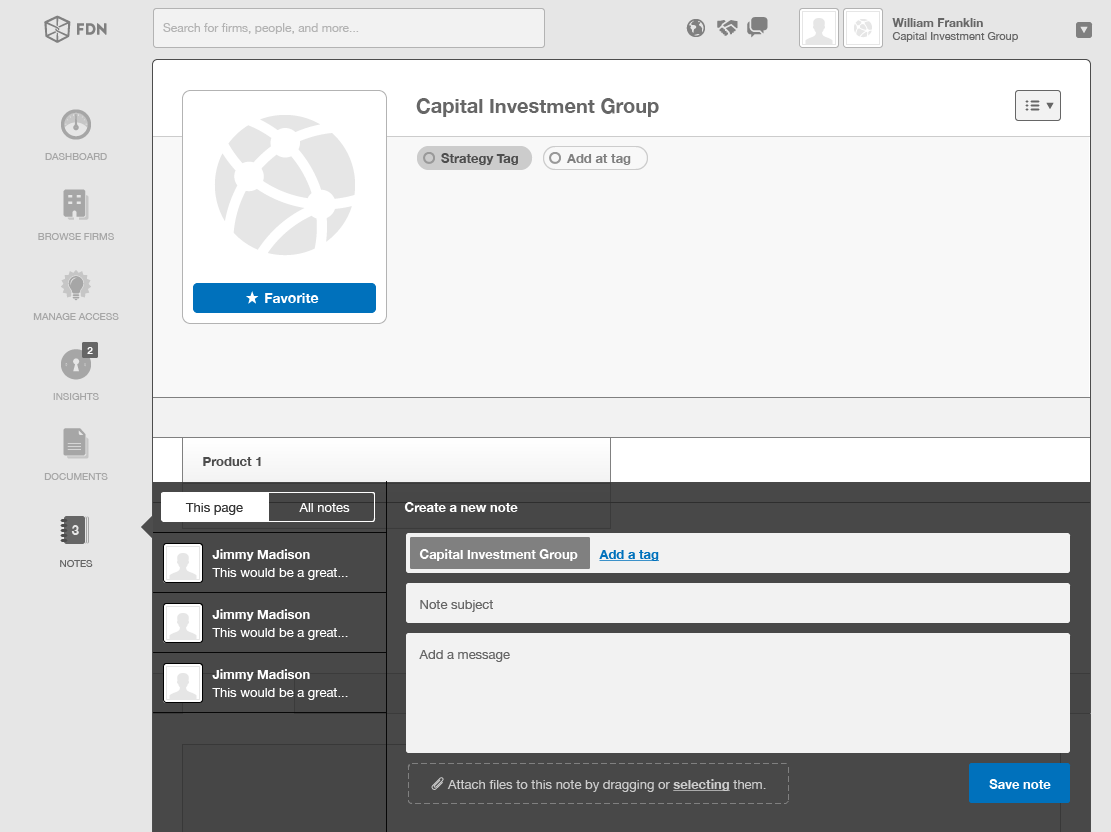 FDN
Search for firms, people, and more...
William Franklin
Capital Investment Group
DASHBOARD
BROWSE FIRMS
MANAGE ACCESS
2
INSIGHTS
DOCUMENTS
3
NOTES
Capital Investment Group
Strategy Tag
Add at tag
Favorite
Product 1
This page
All notes
Jimmy Madison
This would be a great...
Jimmy Madison
This would be a great...
Jimmy Madison
This would be a great...
Create a new note
Capital Investment Group
Add a tag
Note subject
Add a message
Attach files to this note by dragging or selecting them.
Save note